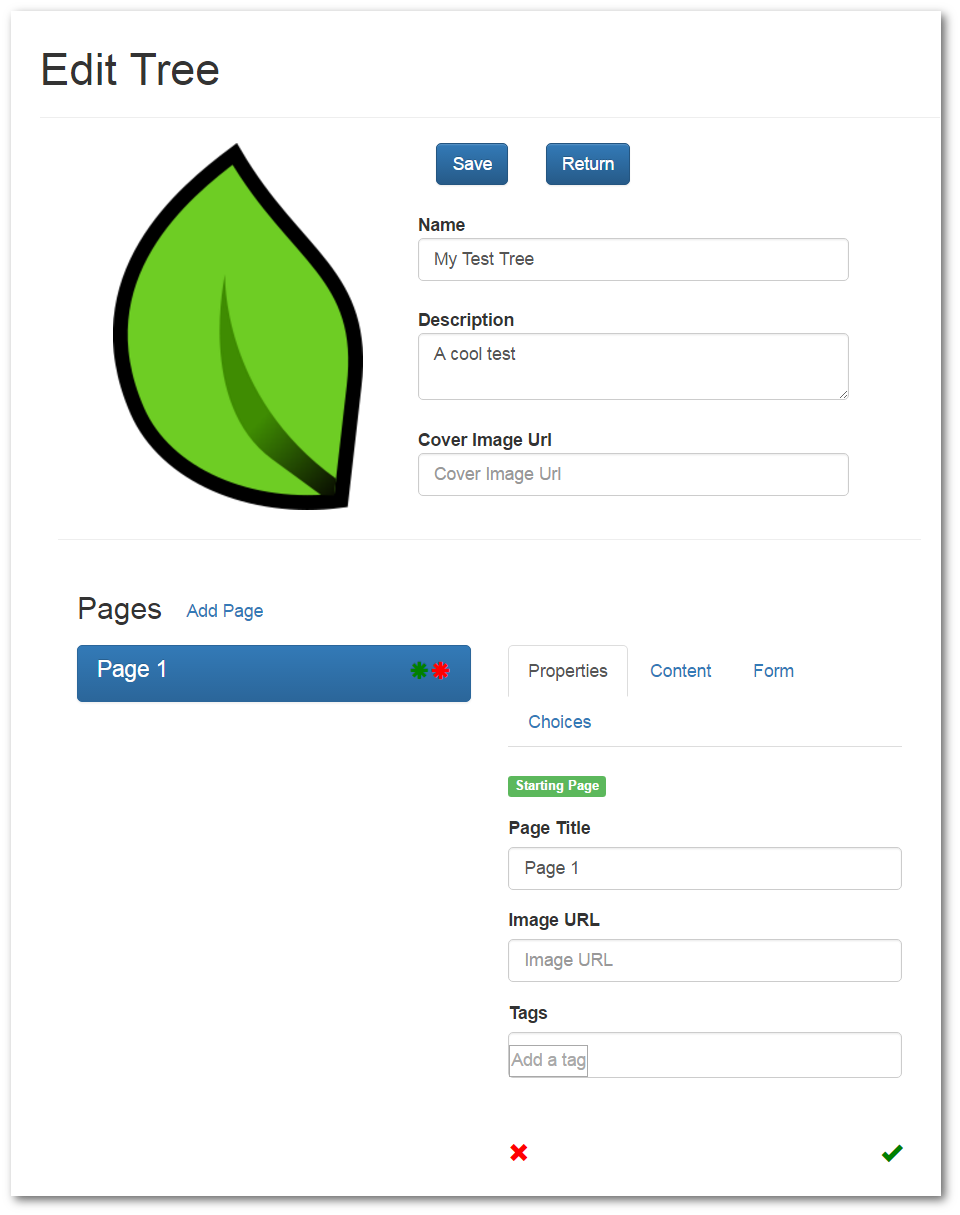 Edit Tree
Save Return
Name
My Test Tree
Description
A cool test
Cover Image Url
Cover Image Url
Pages Add Page
Page 1
Properties Content Form
Choices
Starting Page
Page Title
Page 1
Image URL
Image URL
Tags
Add a tag